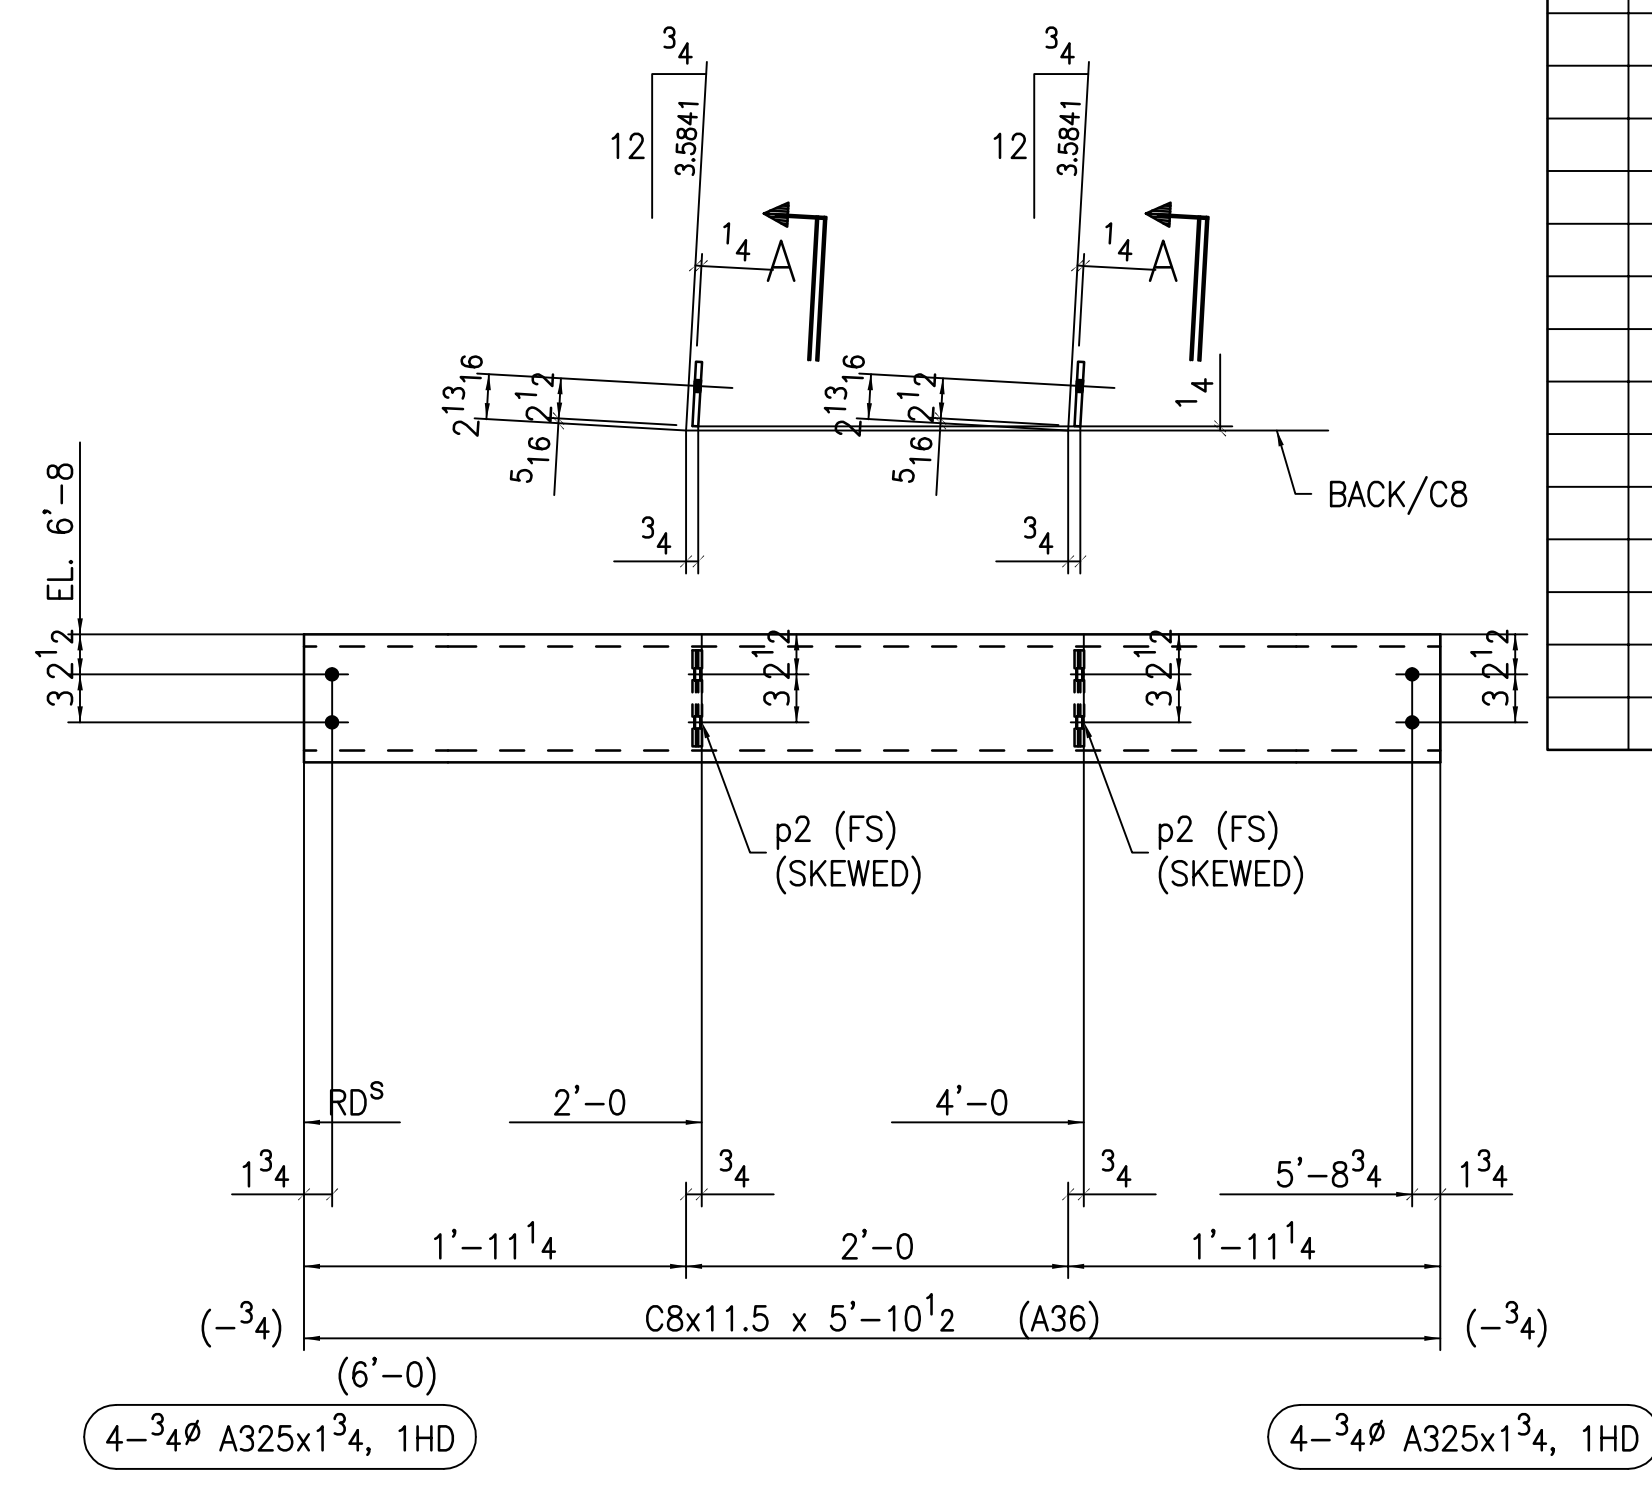 3/4 3/4
12 3.5841 12 3.5841
1/4 A 1/4 A
2 13/16 2 1/2 2 13/16 2 1/2 1/4
5/16 5/16
BACK/C8
EL. 6'-8
3/4 3/4
2 1/2 2 1/2 2 1/2 2 1/2
3 3 3 3
p2 (FS) p2 (FS)
(SKEWED) (SKEWED)
RDS 2'-0 4'-0
1 3/4 3/4 3/4 5'-8 3/4 1 3/4
1'-11 1/4 2'-0 1'-11 1/4
(-3/4) C8x11.5 x 5'-10 1/2 (A36) (-3/4)
(6'-0)
4-3/4ø A325x1 3/4, 1HD 4-3/4ø A325x1 3/4, 1HD